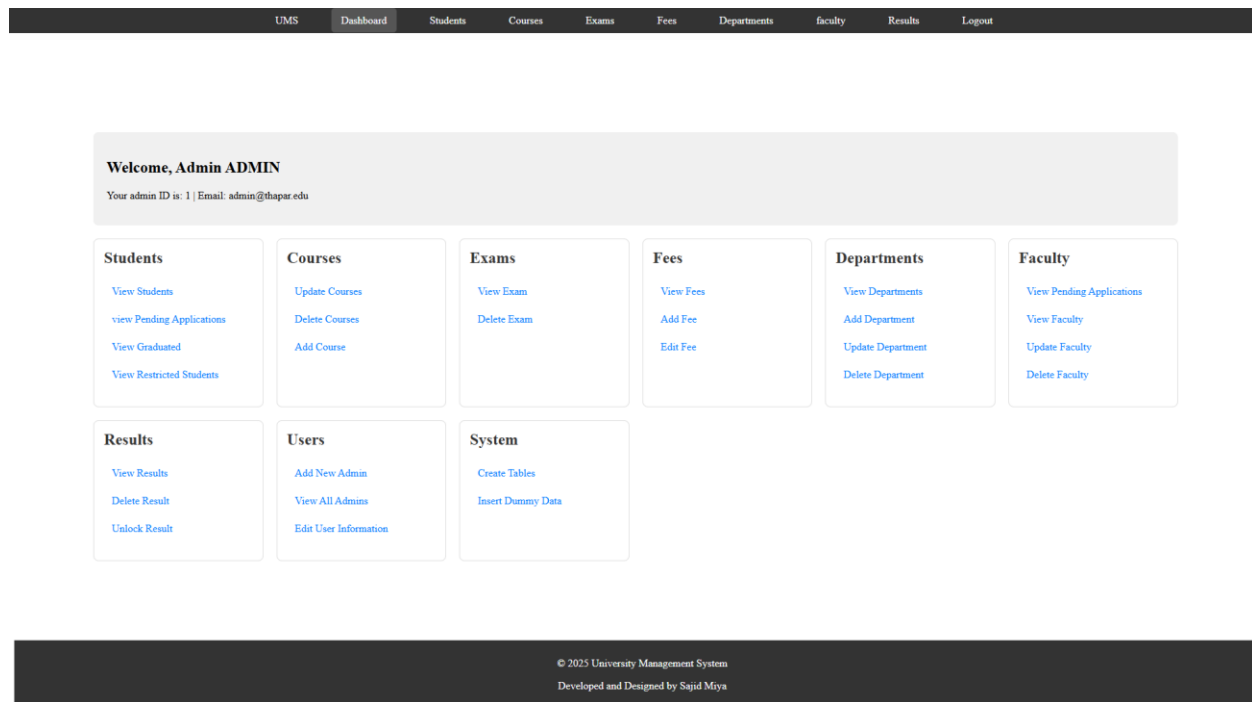 UMS Dashboard Students Courses Exams Fees Departments faculty Results Logout
Welcome, Admin ADMIN
Your admin ID is: 1 | Email: admin@thapar.edu
Students
View Students
view Pending Applications
View Graduated
View Restricted Students
Courses
Update Courses
Delete Courses
Add Course
Exams
View Exam
Delete Exam
Fees
View Fees
Add Fee
Edit Fee
Departments
View Departments
Add Department
Update Department
Delete Department
Faculty
View Pending Applications
View Faculty
Update Faculty
Delete Faculty
Results
View Results
Delete Result
Unlock Result
Users
Add New Admin
View All Admins
Edit User Information
System
Create Tables
Insert Dummy Data
© 2025 University Management System
Developed and Designed by Sajid Miya